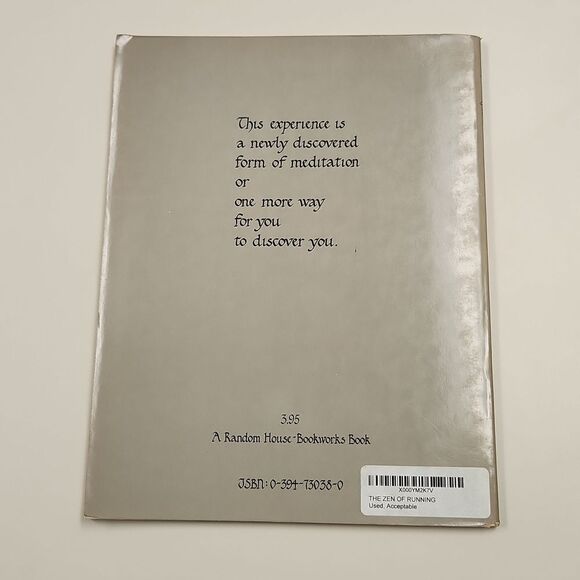 This experience is
a newly discovered
form of meditation
or
one more way
for you
to discover you.
3.95
A Random House-Bookworks Book
ISBN: 0-394-73038-0
X000YM2K7V
THE ZEN OF RUNNING
Used, Acceptable